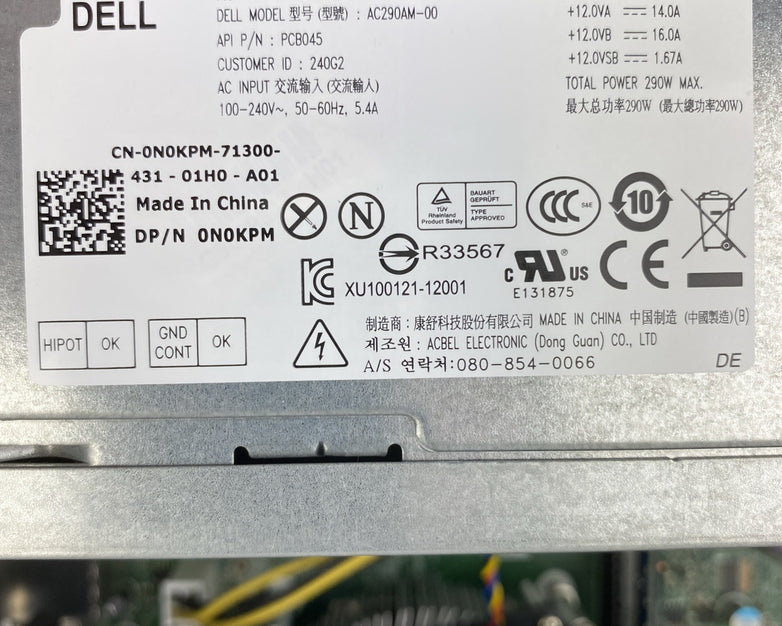 DELL
DELL MODEL 型号 (型號) : AC290AM-00
API P/N : PCB045
CUSTOMER ID : 240G2
AC INPUT 交流输入 (交流輸入)
100-240V~, 50-60Hz, 5.4A
+12.0VA ⎓ 14.0A
+12.0VB ⎓ 16.0A
+12.0VSB ⎓ 1.67A
TOTAL POWER 290W MAX.
最大总功率290W (最大總功率290W)
CN-0N0KPM-71300-
431 - 01H0 - A01
Made In China
DP/N 0N0KPM
N
TÜV
Rheinland
Product Safety
BAUART
GEPRÜFT
TYPE
APPROVED
CCC S&E
10
R33567
XU100121-12001
c RU US
E131875
CE
HIPOT OK
GND
CONT
OK
制造商 : 康舒科技股份有限公司 MADE IN CHINA 中国制造 (中國製造)(B)
제조원 : ACBEL ELECTRONIC (Dong Guan) CO., LTD
A/S 연락처:080-854-0066
DE